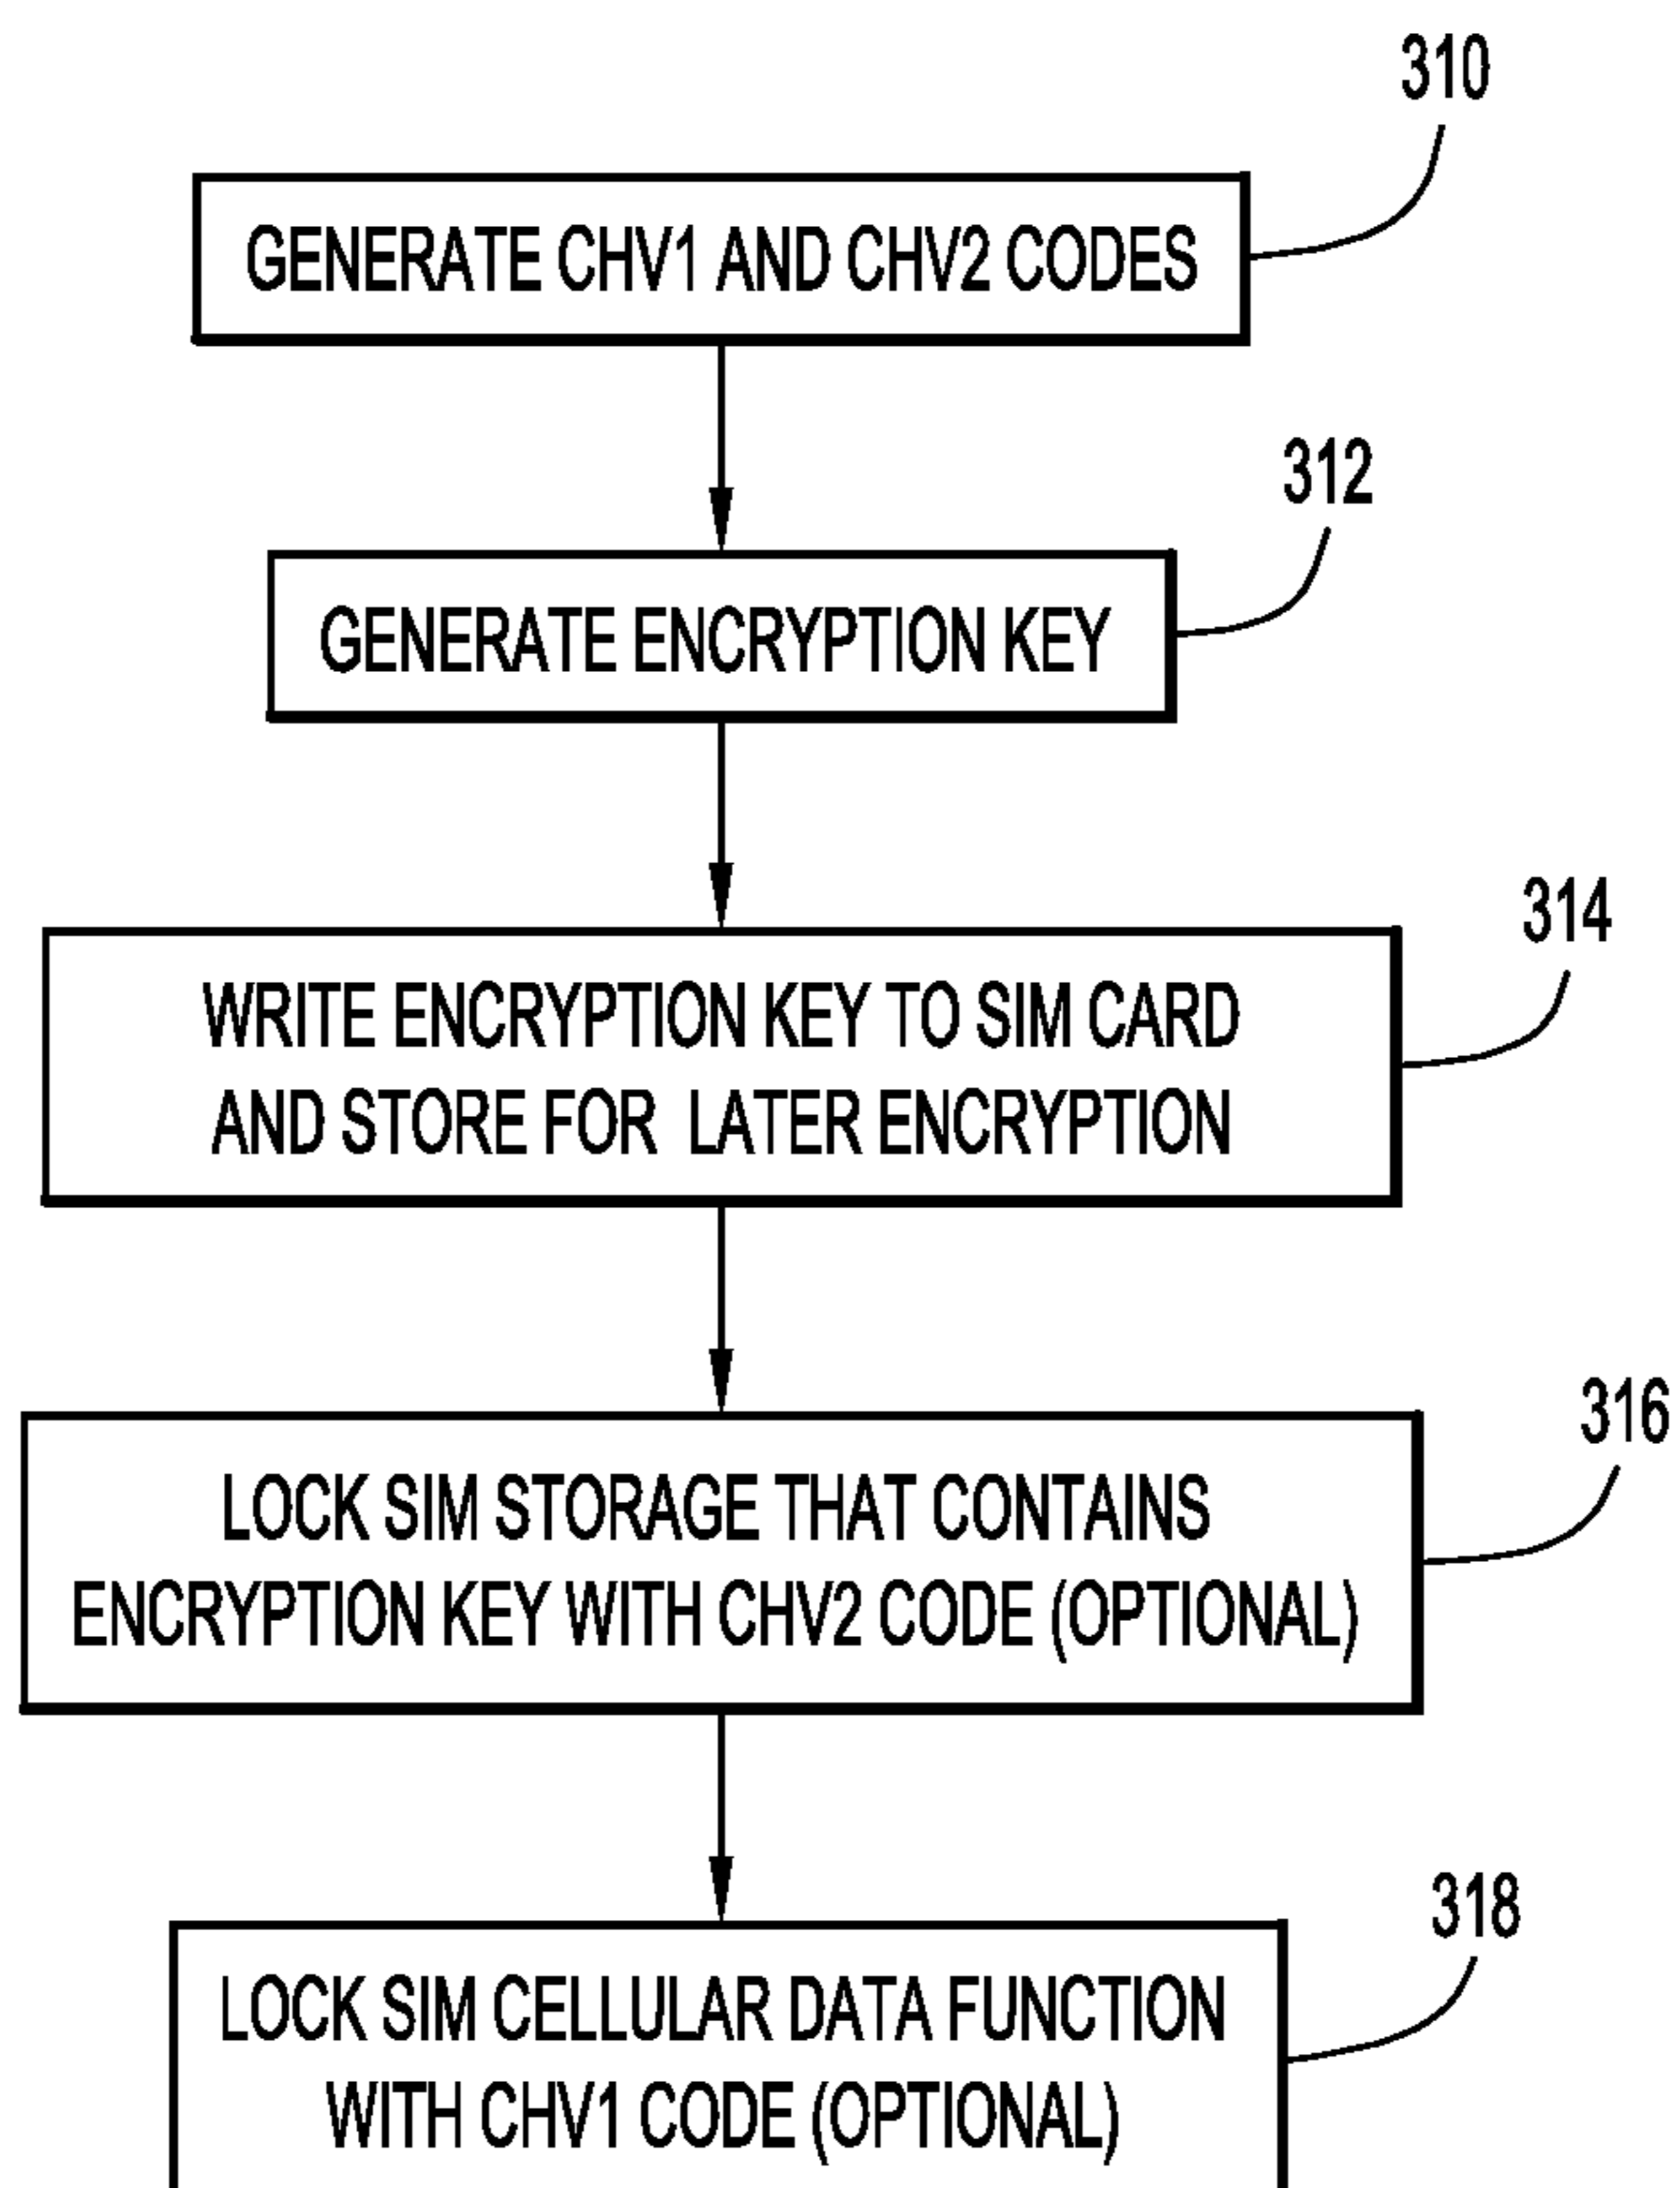 310
GENERATE CHV1 AND CHV2 CODES
312
GENERATE ENCRYPTION KEY
314
WRITE ENCRYPTION KEY TO SIM CARD
AND STORE FOR LATER ENCRYPTION
316
LOCK SIM STORAGE THAT CONTAINS
ENCRYPTION KEY WITH CHV2 CODE (OPTIONAL)
318
LOCK SIM CELLULAR DATA FUNCTION
WITH CHV1 CODE (OPTIONAL)